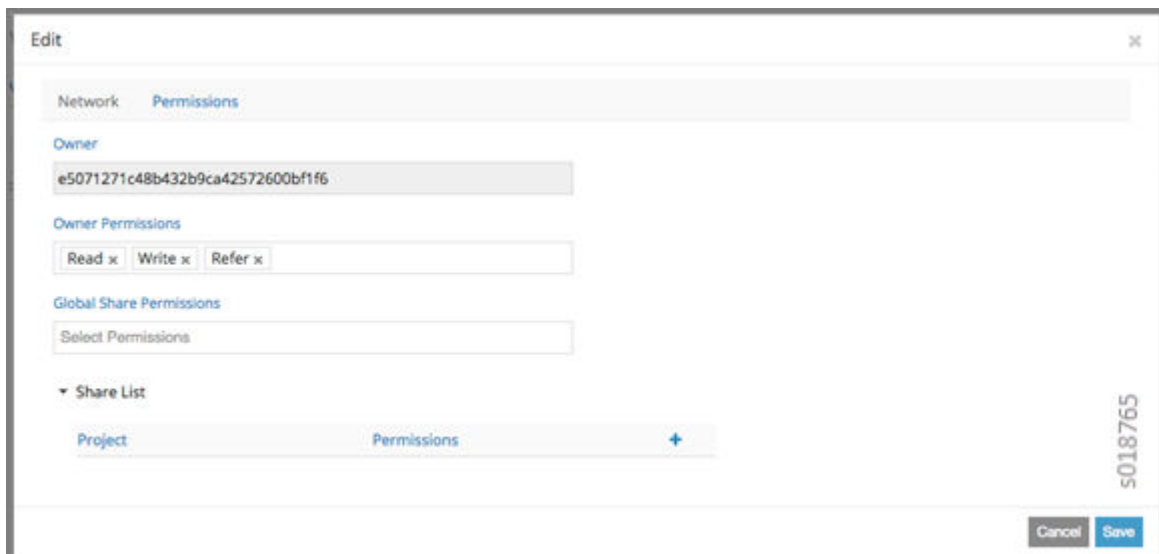 Edit ×
Network Permissions
Owner
e5071271c48b432b9ca42572600bf1f6
Owner Permissions
Read × Write × Refer ×
Global Share Permissions
Select Permissions
Share List
Project Permissions +
s018765
Cancel Save